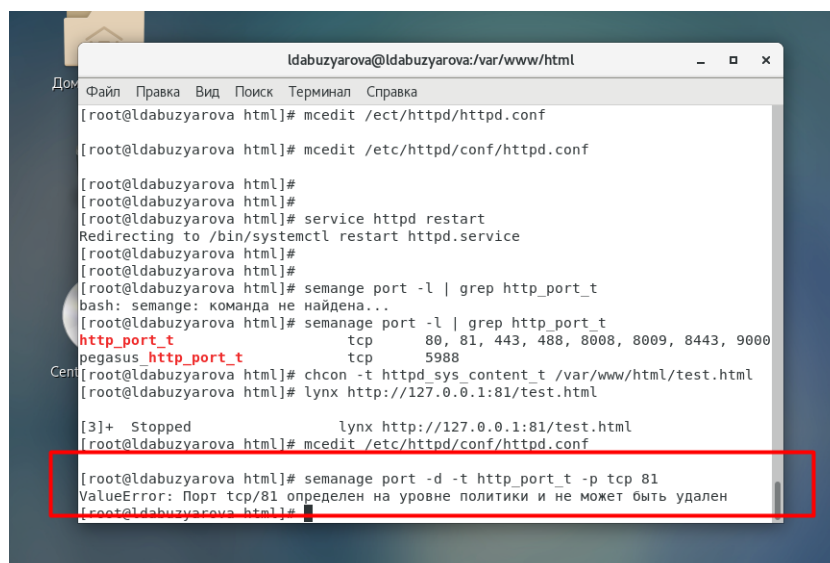 Дом
ldabuzyarova@ldabuzyarova:/var/www/html
Файл Правка Вид Поиск Терминал Справка
[root@ldabuzyarova html]# mcedit /ect/httpd/httpd.conf
[root@ldabuzyarova html]# mcedit /etc/httpd/conf/httpd.conf
[root@ldabuzyarova html]#
[root@ldabuzyarova html]#
[root@ldabuzyarova html]# service httpd restart
Redirecting to /bin/systemctl restart httpd.service
[root@ldabuzyarova html]#
[root@ldabuzyarova html]#
[root@ldabuzyarova html]# semange port -l | grep http_port_t
bash: semange: команда не найдена...
[root@ldabuzyarova html]# semanage port -l | grep http_port_t
http_port_t tcp 80, 81, 443, 488, 8008, 8009, 8443, 9000
pegasus_http_port_t tcp 5988
Cent
[root@ldabuzyarova html]# chcon -t httpd_sys_content_t /var/www/html/test.html
[root@ldabuzyarova html]# lynx http://127.0.0.1:81/test.html
[3]+ Stopped lynx http://127.0.0.1:81/test.html
[root@ldabuzyarova html]# mcedit /etc/httpd/conf/httpd.conf
[root@ldabuzyarova html]# semanage port -d -t http_port_t -p tcp 81
ValueError: Порт tcp/81 определен на уровне политики и не может быть удален
[root@ldabuzyarova html]#